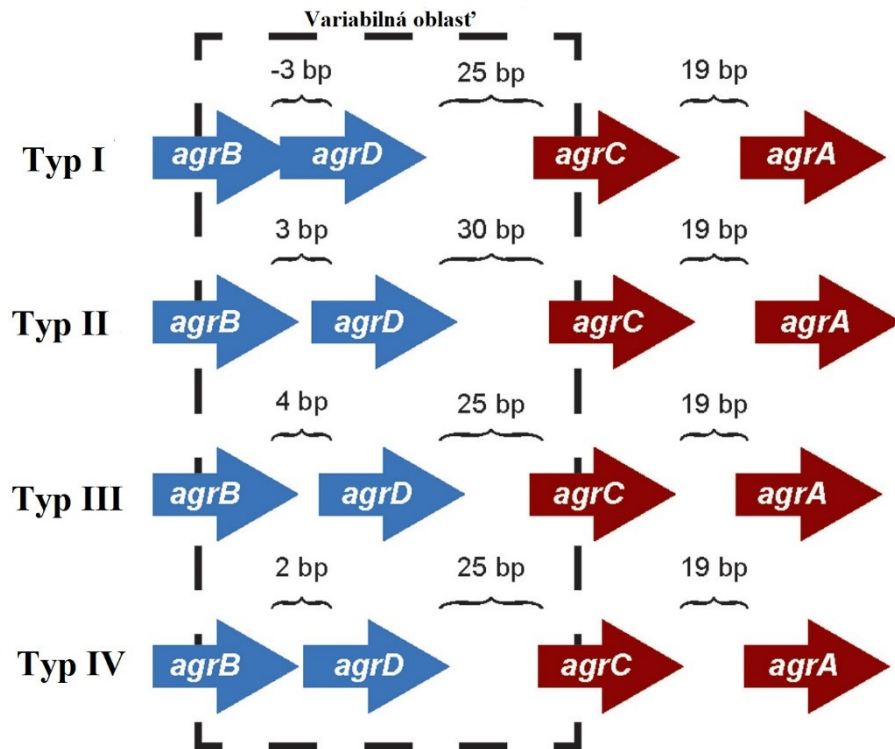 Variabilná oblasť
-3 bp 25 bp 19 bp
Typ I agrB agrD agrC agrA
3 bp 30 bp 19 bp
Typ II agrB agrD agrC agrA
4 bp 25 bp 19 bp
Typ III agrB agrD agrC agrA
2 bp 25 bp 19 bp
Typ IV agrB agrD agrC agrA